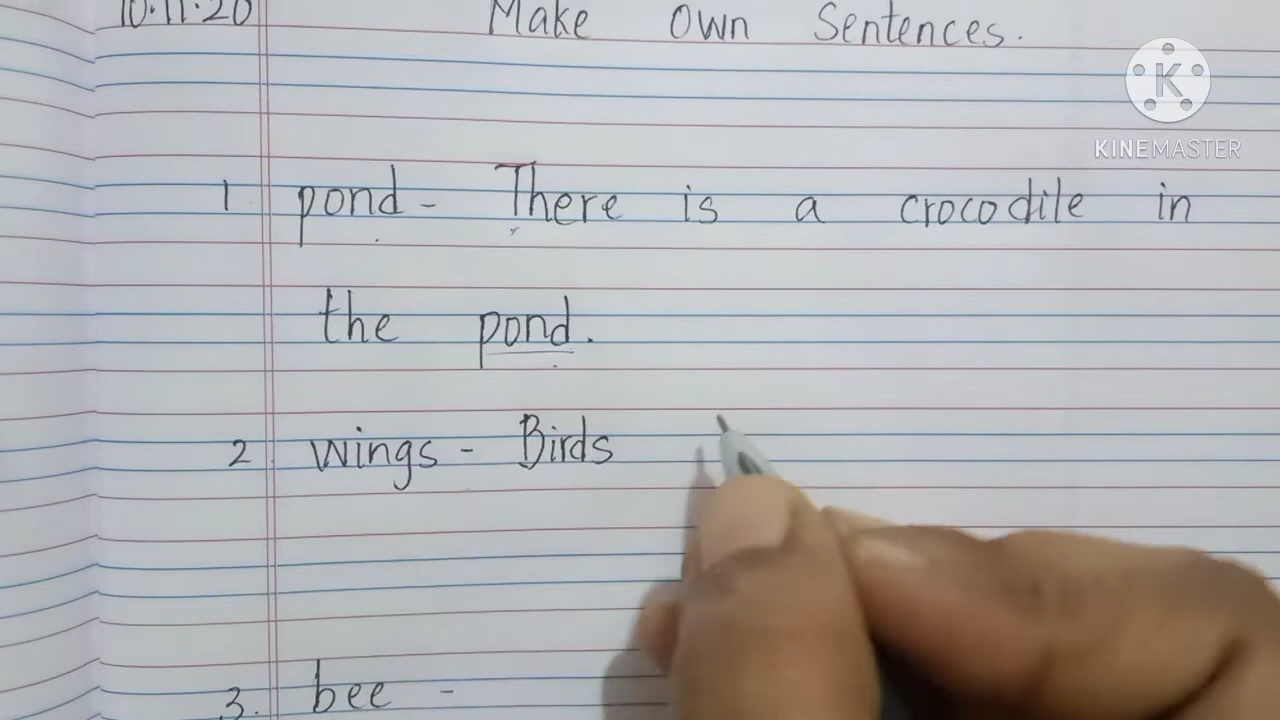 10.11.20 Make Own Sentences.
K
KINEMASTER
1 pond - There is a crocodile in
the pond.
2 wings - Birds
3. bee -